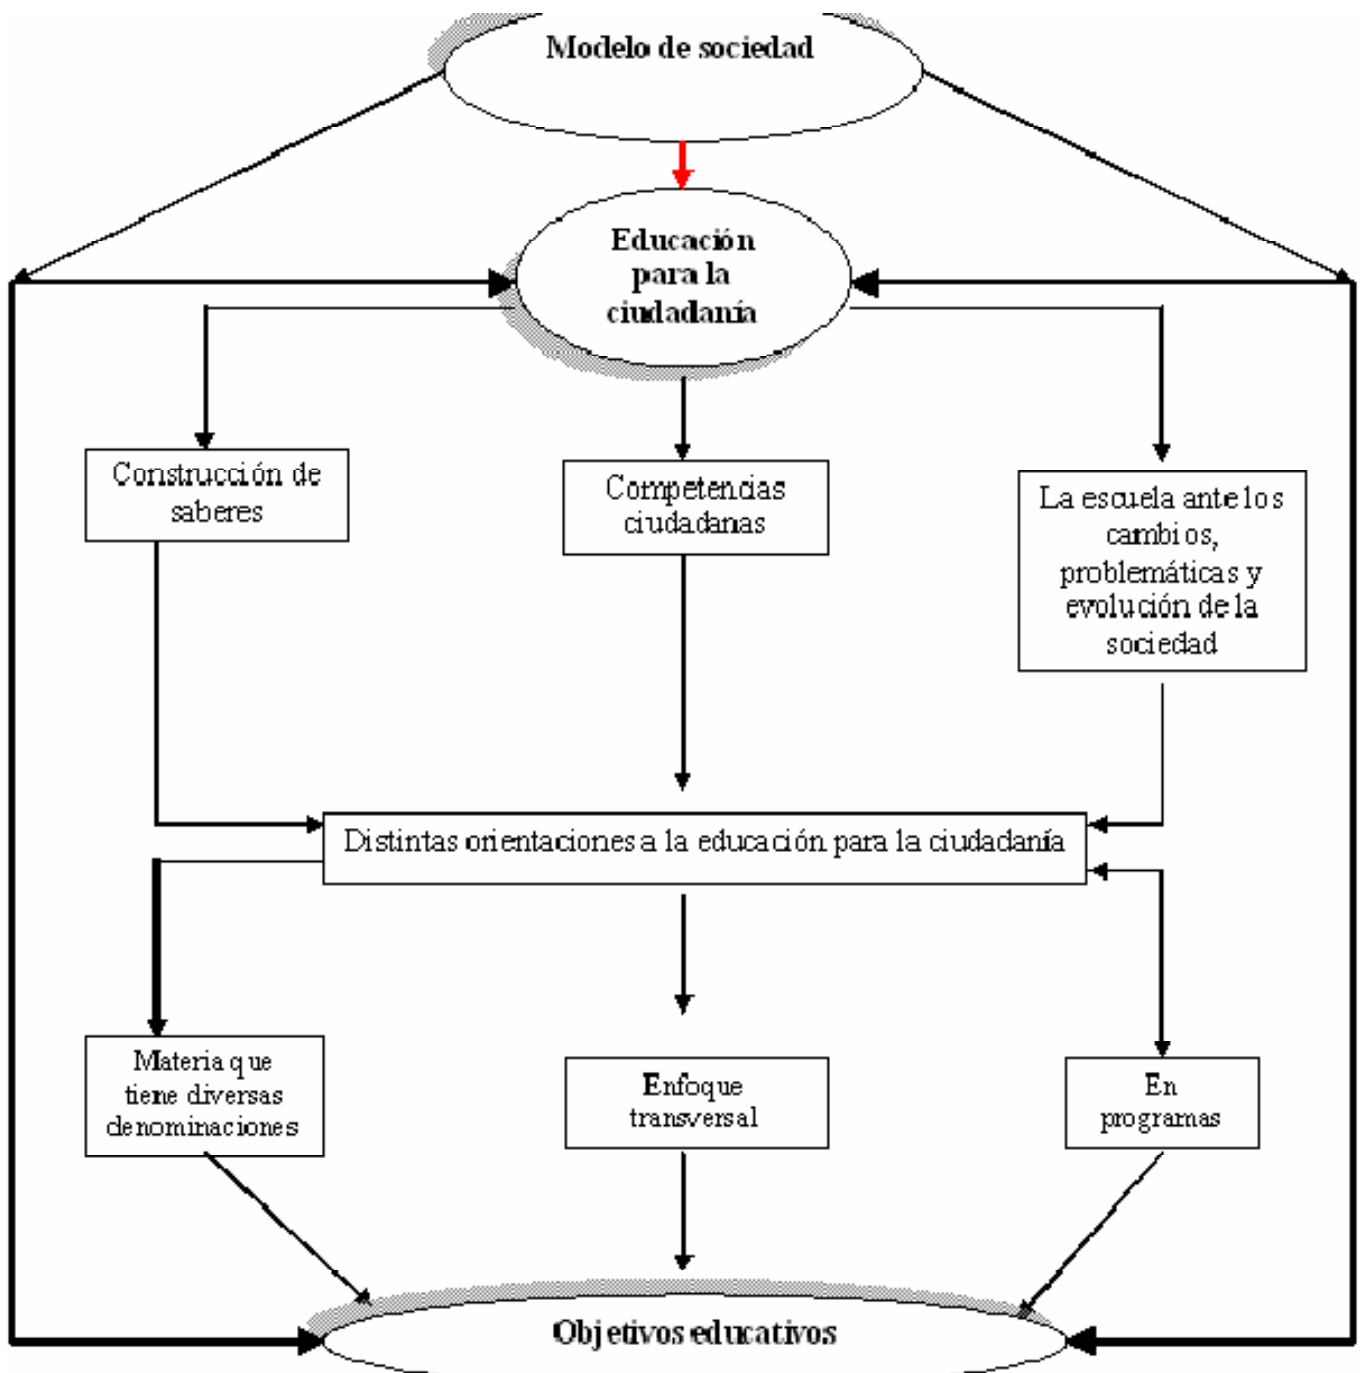 Modelo de sociedad
Educación
para la
ciudadanía
Construcción de
saberes
Competencias
ciudadanas
La escuela ante los
cambios,
problemáticas y
evolución de la
sociedad
Distintas orientaciones a la educación para la ciudadanía
Materia que
tiene diversas
denominaciones
Enfoque
transversal
En
programas
Objetivos educativos